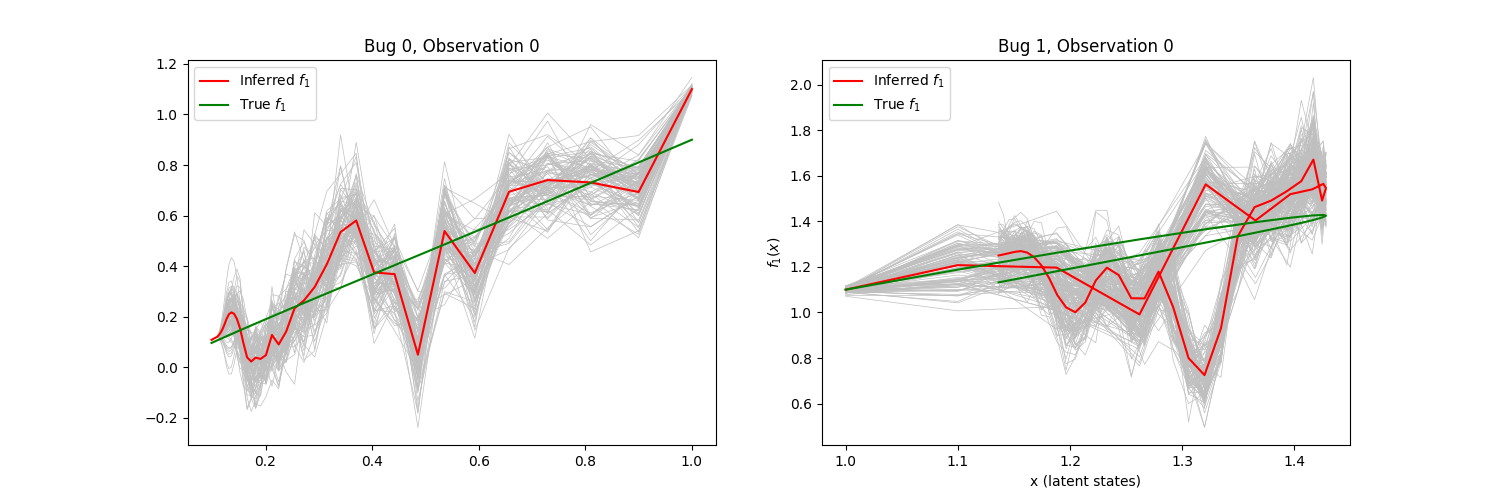 Bug 0, Observation 0
Inferred f₁
True f₁
1.2
1.0
0.8
0.6
0.4
0.2
0.0
−0.2
0.2 0.4 0.6 0.8 1.0
Bug 1, Observation 0
Inferred f₁
True f₁
f₁(x)
2.0
1.8
1.6
1.4
1.2
1.0
0.8
0.6
1.0 1.1 1.2 1.3 1.4
x (latent states)